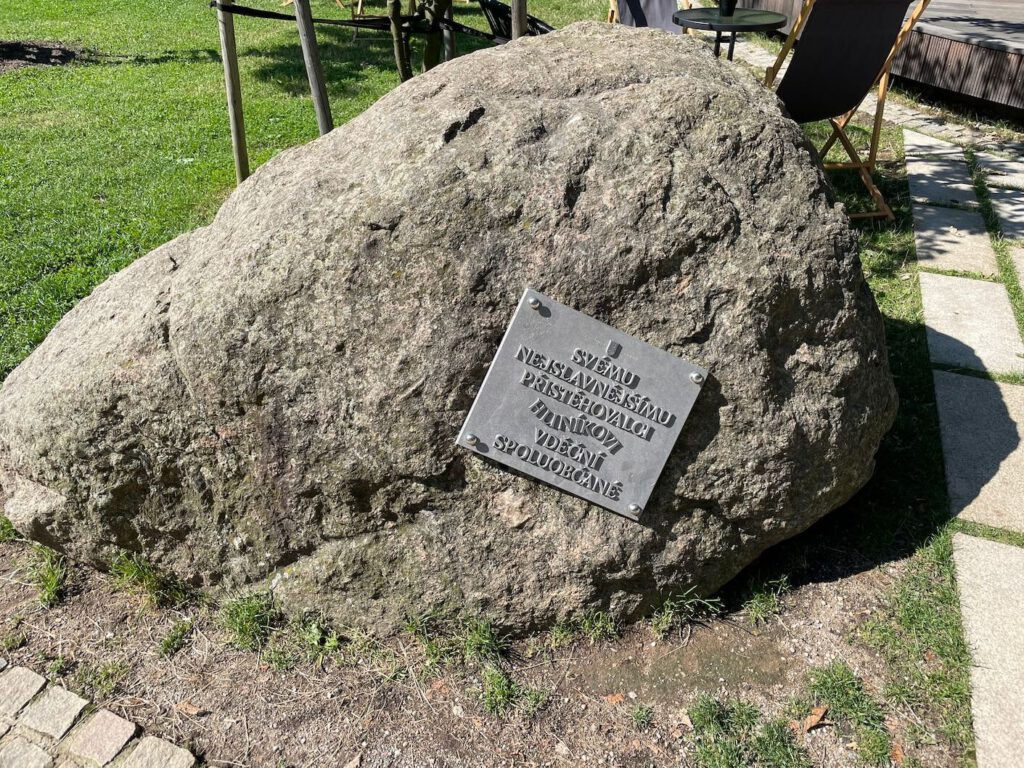 SVÉMU
NEJSLAVNĚJŠÍMU
PŘISTĚHOVALCI
HLINÍKOVI
VDĚČNÍ
SPOLUOBČANÉ